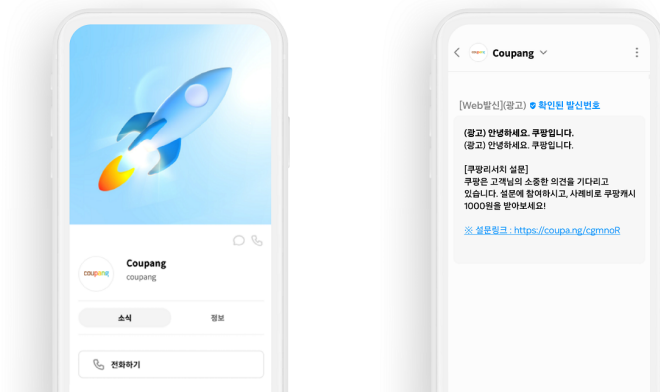 coupang
Coupang
coupang
소식
정보
전화하기
Coupang
[Web발신](광고) 확인된 발신번호
(광고) 안녕하세요. 쿠팡입니다.
(광고) 안녕하세요. 쿠팡입니다.
[쿠팡리서치 설문]
쿠팡은 고객님의 소중한 의견을 기다리고
있습니다. 설문에 참여하시고, 사례비로 쿠팡캐시
1000원을 받아보세요!
※ 설문링크 : https://coupa.ng/cgmnoR